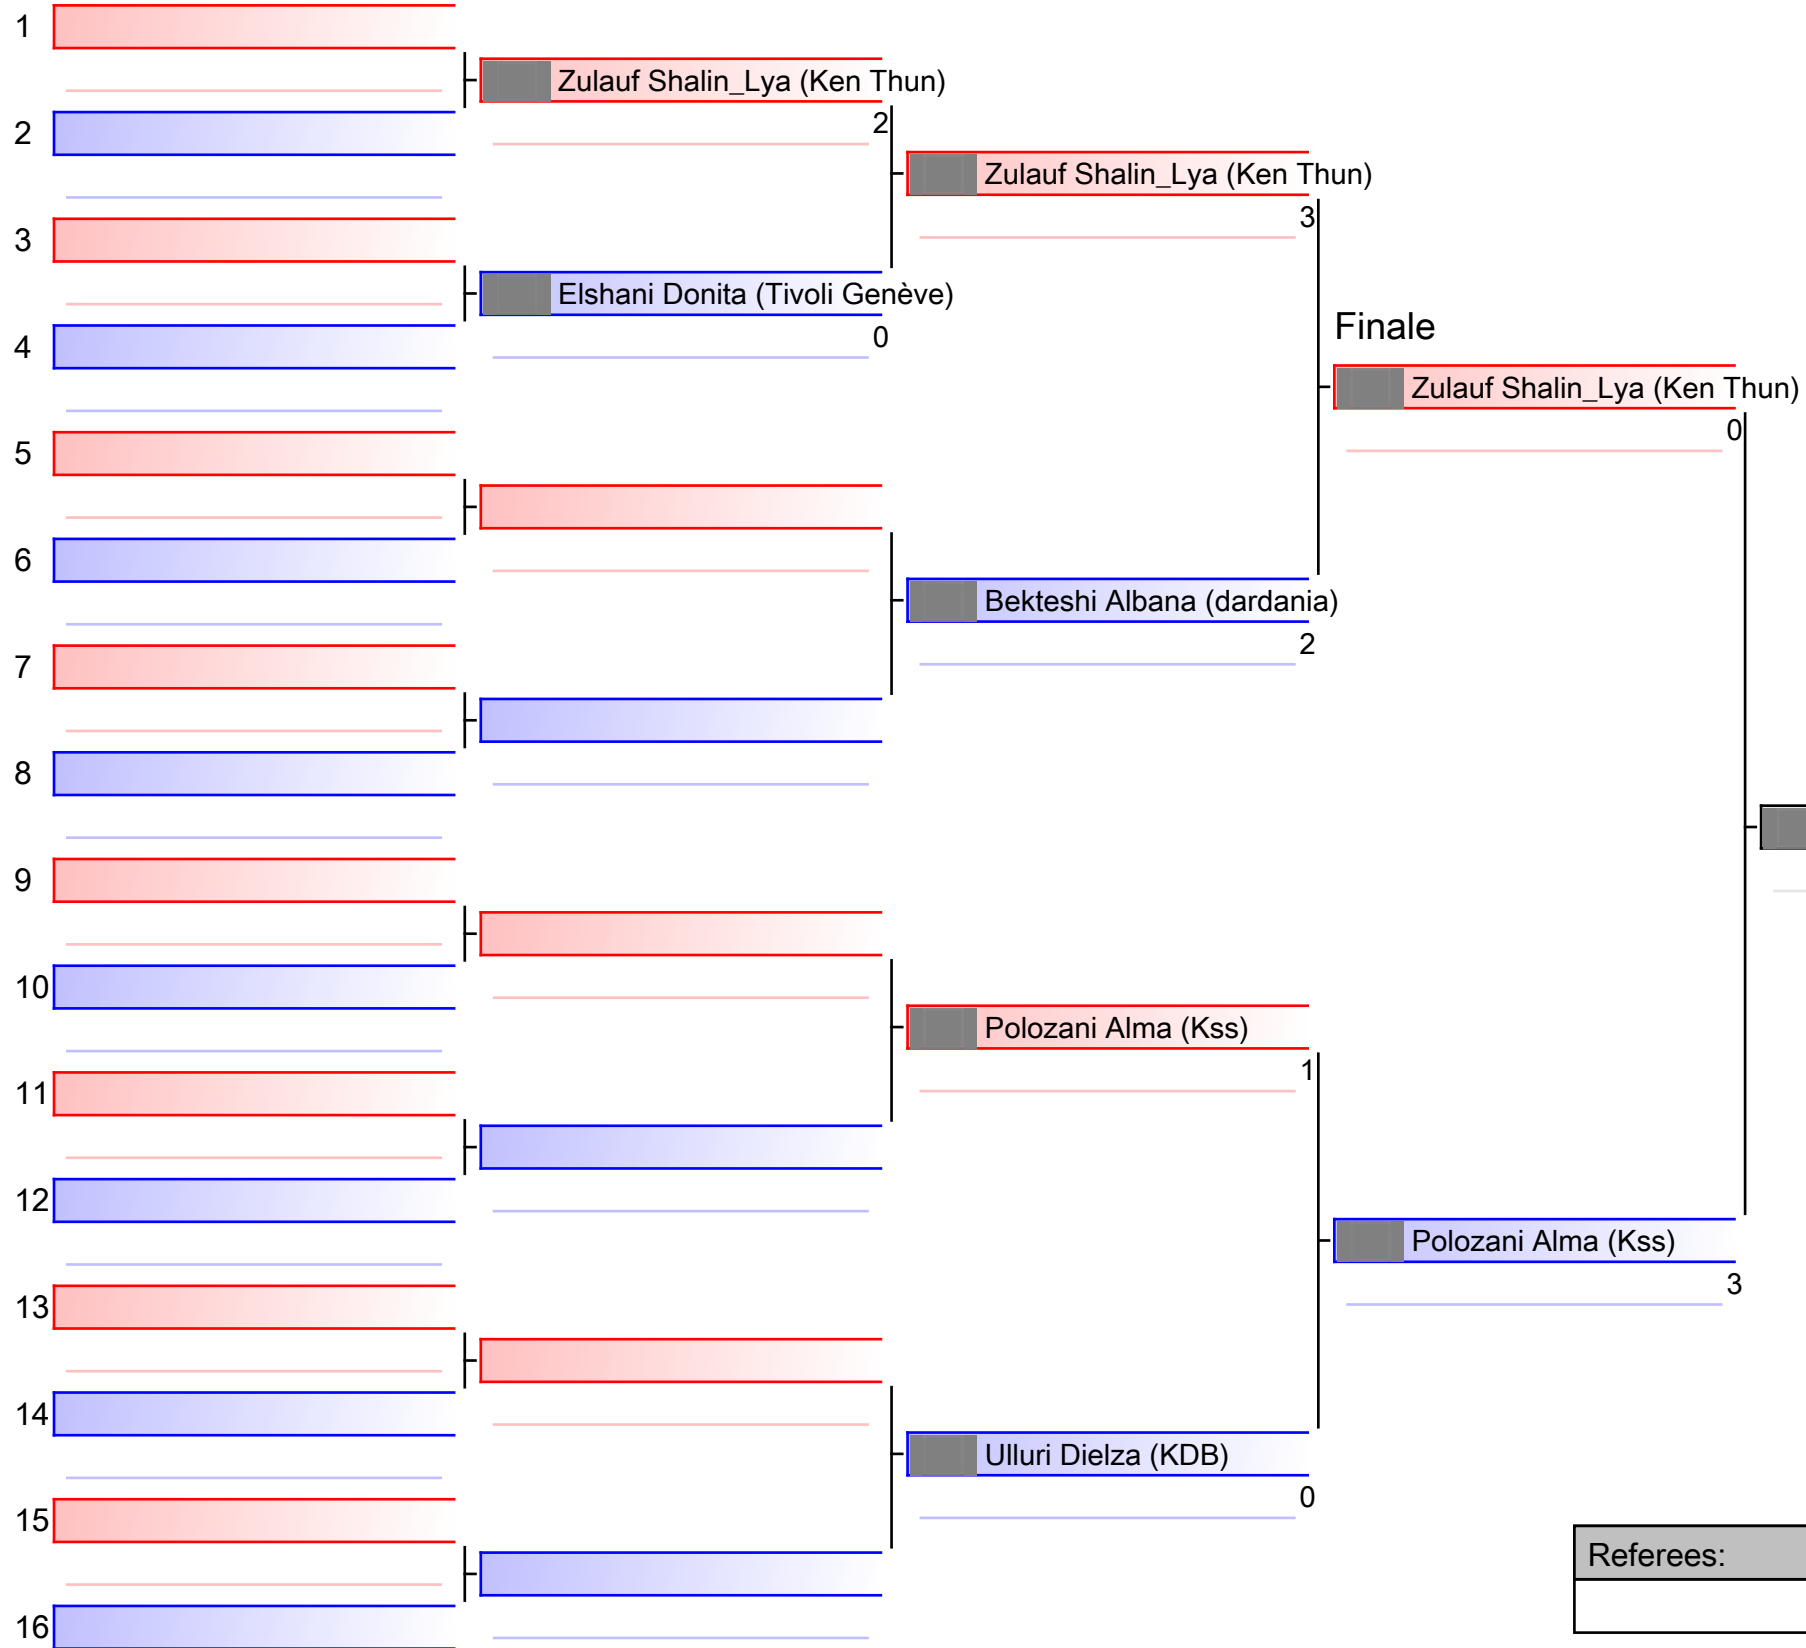 1
Zulauf Shalin_Lya (Ken Thun)
2
2
Zulauf Shalin_Lya (Ken Thun)
3
3
Elshani Donita (Tivoli Genève)
0
4
Finale
Zulauf Shalin_Lya (Ken Thun)
0
5
6
Bekteshi Albana (dardania)
2
7
8
9
10
Polozani Alma (Kss)
1
11
12
Polozani Alma (Kss)
3
13
14
Ulluri Dielza (KDB)
0
15
Referees:
16